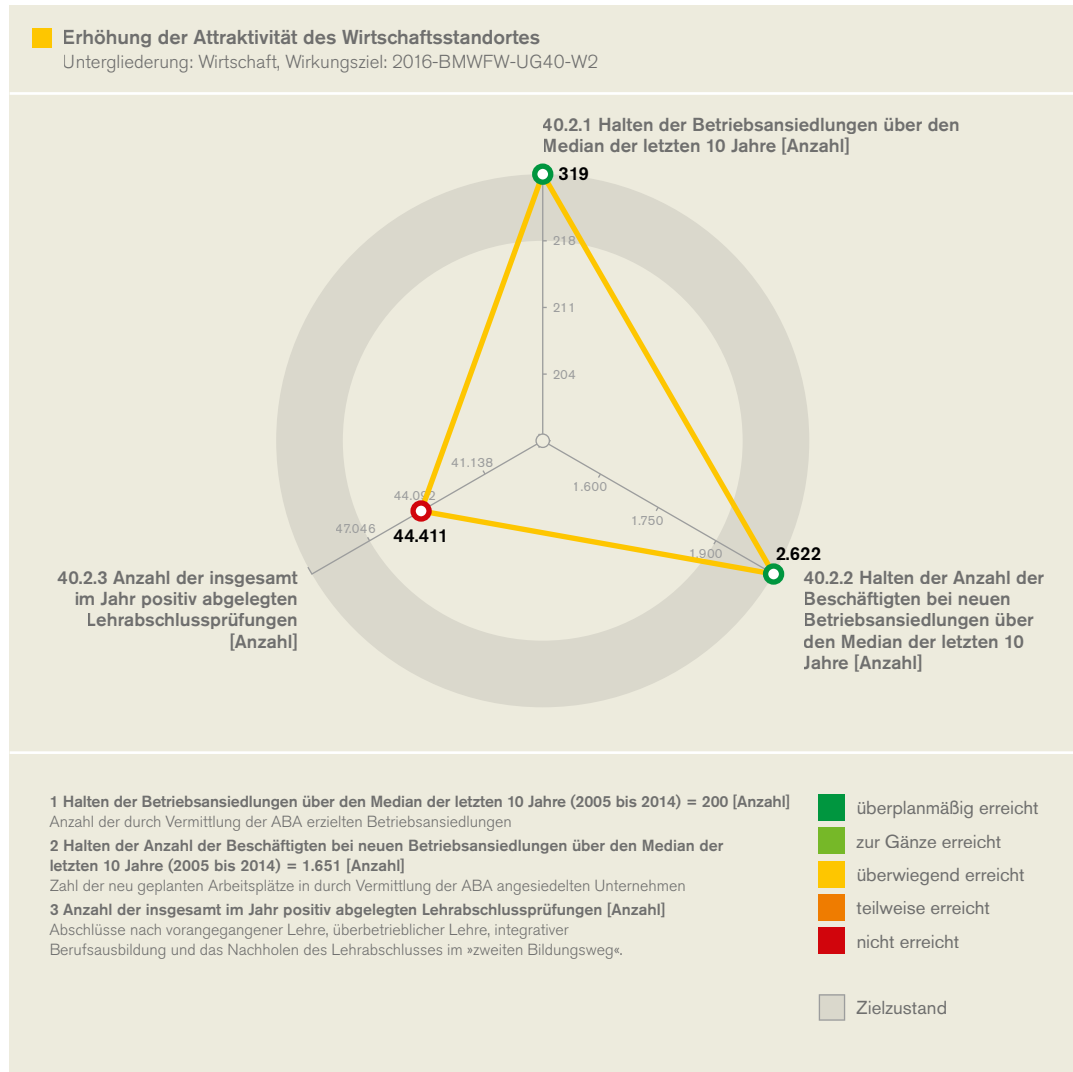 Erhöhung der Attraktivität des Wirtschaftsstandortes
Untergliederung: Wirtschaft, Wirkungsziel: 2016-BMWFW-UG40-W2
40.2.1 Halten der Betriebsansiedlungen über den
Median der letzten 10 Jahre [Anzahl]
319
218
211
204
41.138
44.092
47.046
44.411
1.600
1.750
1.900
2.622
40.2.3 Anzahl der insgesamt
im Jahr positiv abgelegten
Lehrabschlussprüfungen
[Anzahl]
40.2.2 Halten der Anzahl der
Beschäftigten bei neuen
Betriebsansiedlungen über
den Median der letzten 10
Jahre [Anzahl]
1 Halten der Betriebsansiedlungen über den Median der letzten 10 Jahre (2005 bis 2014) = 200 [Anzahl]
Anzahl der durch Vermittlung der ABA erzielten Betriebsansiedlungen
2 Halten der Anzahl der Beschäftigten bei neuen Betriebsansiedlungen über den Median der
letzten 10 Jahre (2005 bis 2014) = 1.651 [Anzahl]
Zahl der neu geplanten Arbeitsplätze in durch Vermittlung der ABA angesiedelten Unternehmen
3 Anzahl der insgesamt im Jahr positiv abgelegten Lehrabschlussprüfungen [Anzahl]
Abschlüsse nach vorangegangener Lehre, überbetrieblicher Lehre, integrativer
Berufsausbildung und das Nachholen des Lehrabschlusses im »zweiten Bildungsweg«.
überplanmäßig erreicht
zur Gänze erreicht
überwiegend erreicht
teilweise erreicht
nicht erreicht
Zielzustand